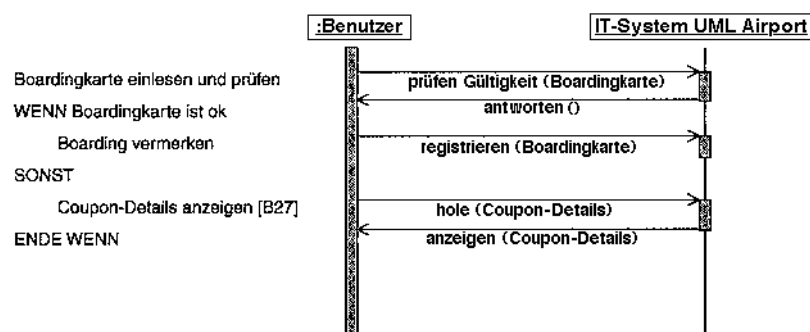 :Benutzer
IT-System UML Airport
Boardingkarte einlesen und prüfen
prüfen Gültigkeit (Boardingkarte)
WENN Boardingkarte ist ok
antworten ()
Boarding vermerken
registrieren (Boardingkarte)
SONST
Coupon-Details anzeigen [B27]
hole (Coupon-Details)
ENDE WENN
anzeigen (Coupon-Details)